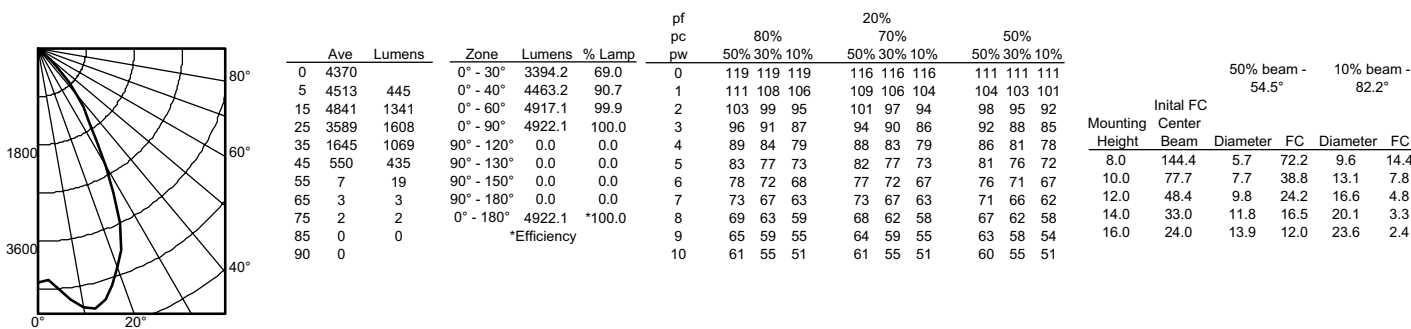 80°
60°
40°
20°
0°
1800
3600
Ave Lumens
0 4370
5 4513 445
15 4841 1341
25 3589 1608
35 1645 1069
45 550 435
55 7 19
65 3 3
75 2 2
85 0 0
90 0
Zone Lumens % Lamp
0° - 30° 3394.2 69.0
0° - 40° 4463.2 90.7
0° - 60° 4917.1 99.9
0° - 90° 4922.1 100.0
90° - 120° 0.0 0.0
90° - 130° 0.0 0.0
90° - 150° 0.0 0.0
90° - 180° 0.0 0.0
0° - 180° 4922.1 *100.0
*Efficiency
pf 20%
pc 80% 70% 50%
pw 50% 30% 10% 50% 30% 10% 50% 30% 10%
0 119 119 119 116 116 116 111 111 111
1 111 108 106 109 106 104 104 103 101
2 103 99 95 101 97 94 98 95 92
3 96 91 87 94 90 86 92 88 85
4 89 84 79 88 83 79 86 81 78
5 83 77 73 82 77 73 81 76 72
6 78 72 68 77 72 67 76 71 67
7 73 67 63 73 67 63 71 66 62
8 69 63 59 68 62 58 67 62 58
9 65 59 55 64 59 55 63 58 54
10 61 55 51 61 55 51 60 55 51
50% beam - 10% beam -
54.5° 82.2°
Inital FC
Mounting Center
Height Beam Diameter FC Diameter FC
8.0 144.4 5.7 72.2 9.6 14.4
10.0 77.7 7.7 38.8 13.1 7.8
12.0 48.4 9.8 24.2 16.6 4.8
14.0 33.0 11.8 16.5 20.1 3.3
16.0 24.0 13.9 12.0 23.6 2.4